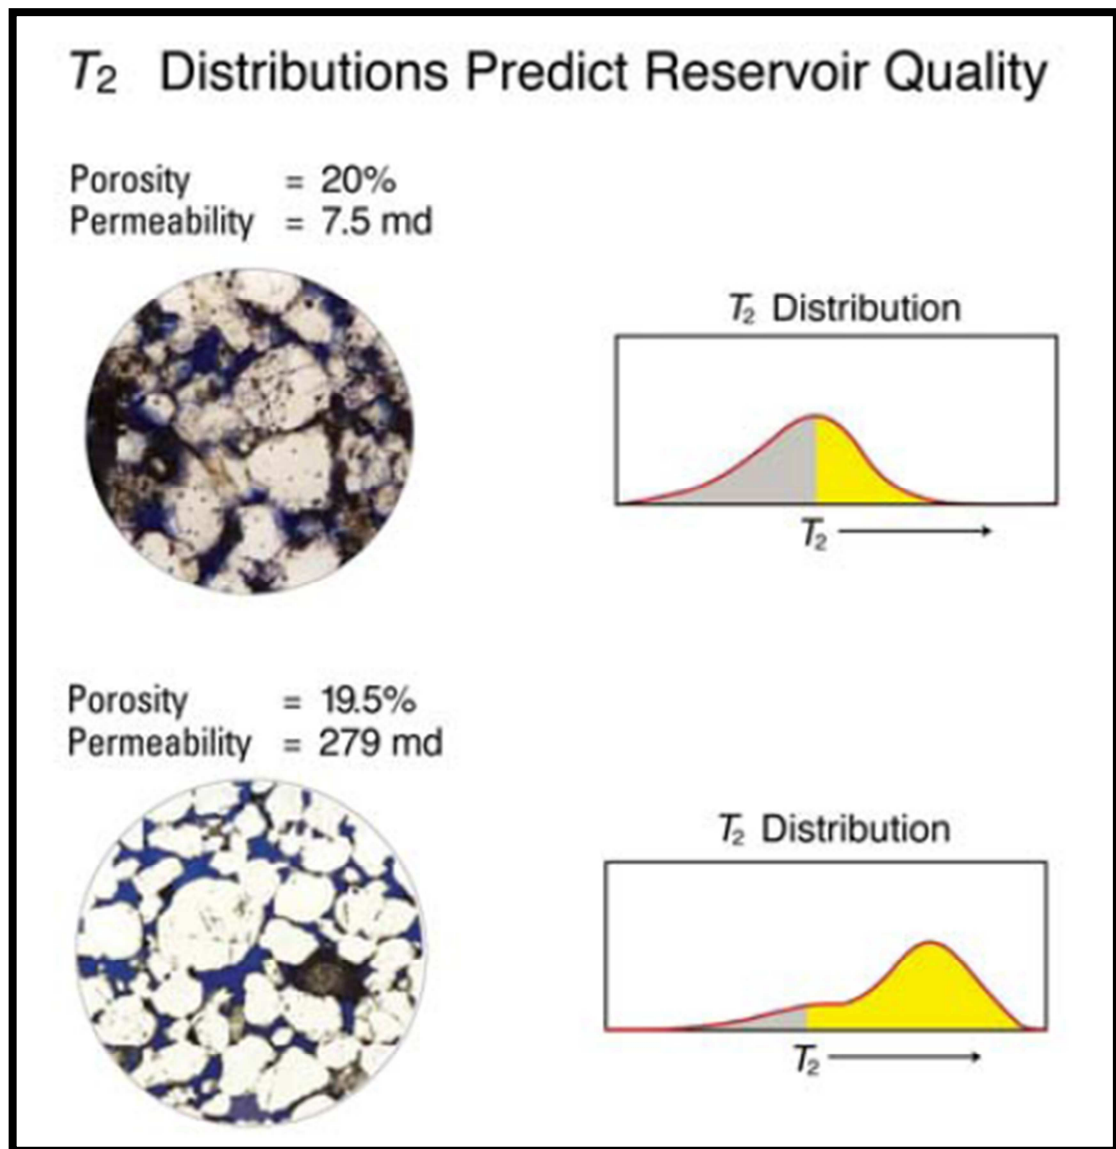 T2 Distributions Predict Reservoir Quality
Porosity = 20%
Permeability = 7.5 md
T2 Distribution
T2
Porosity = 19.5%
Permeability = 279 md
T2 Distribution
T2